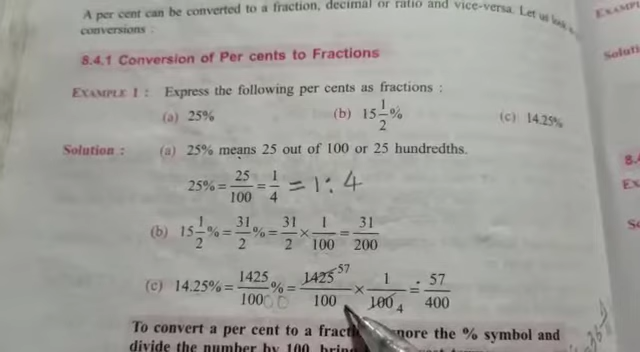 A per cent can be converted to a fraction, decimal or ratio and vice-versa. Let us look
conversions :
8.4.1 Conversion of Per cents to Fractions
EXAMPLE 1 : Express the following per cents as fractions :
(a) 25% (b) 15 1/2 % (c) 14.25%
Solution : (a) 25% means 25 out of 100 or 25 hundredths.
25% = 25/100 = 1/4 = 1 : 4
(b) 15 1/2 % = 31/2 % = 31/2 × 1/100 = 31/200
(c) 14.25% = 1425/100 % = 1425 57/100 × 1/100 4 = 57/400
To convert a per cent to a the % symbol and
divide the number by 100,